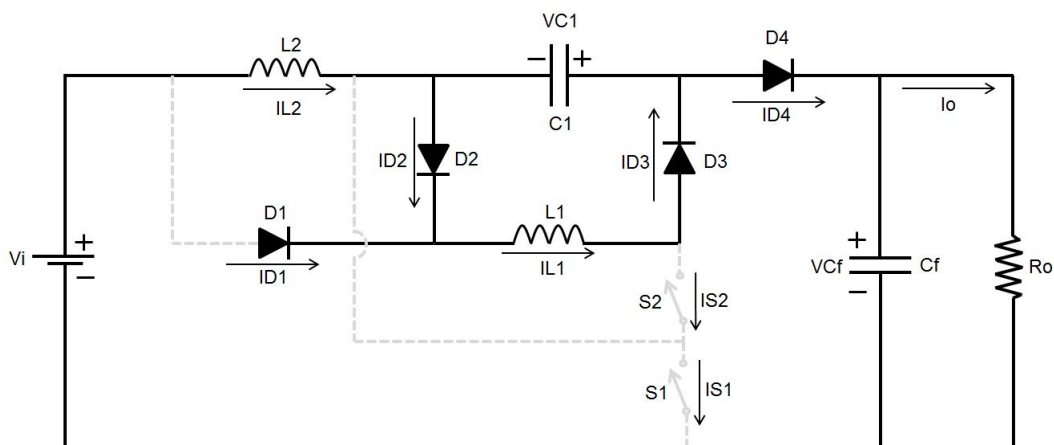 VC1
L2
D4
−
+
IL2
C1
ID4
Io
ID2
D2
ID3
D3
D1
L1
+
Vi
−
ID1
IL1
+
VCf
−
Cf
Ro
S2
IS2
S1
IS1